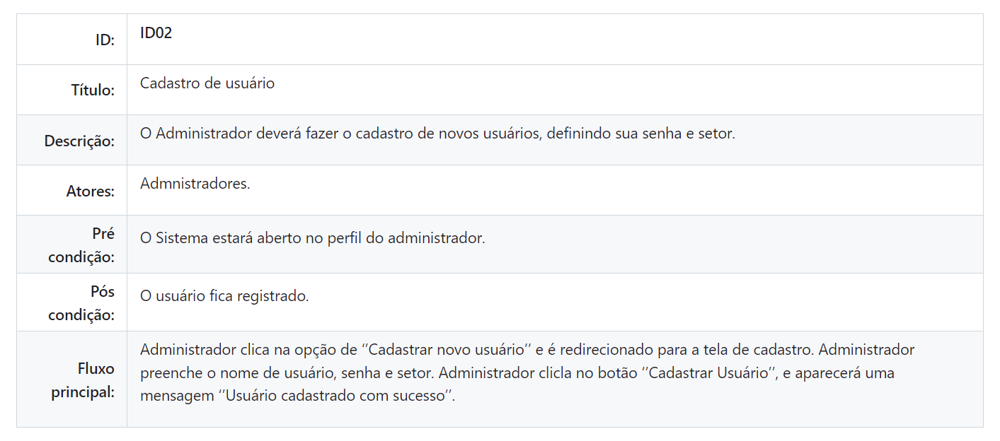 ID:
ID02
Título:
Cadastro de usuário
Descrição:
O Administrador deverá fazer o cadastro de novos usuários, definindo sua senha e setor.
Atores:
Admnistradores.
Pré
condição:
O Sistema estará aberto no perfil do administrador.
Pós
condição:
O usuário fica registrado.
Fluxo
principal:
Administrador clica na opção de ‘’Cadastrar novo usuário’’ e é redirecionado para a tela de cadastro. Administrador
preenche o nome de usuário, senha e setor. Administrador clicla no botão ‘’Cadastrar Usuário’’, e aparecerá uma
mensagem ‘’Usuário cadastrado com sucesso’’.